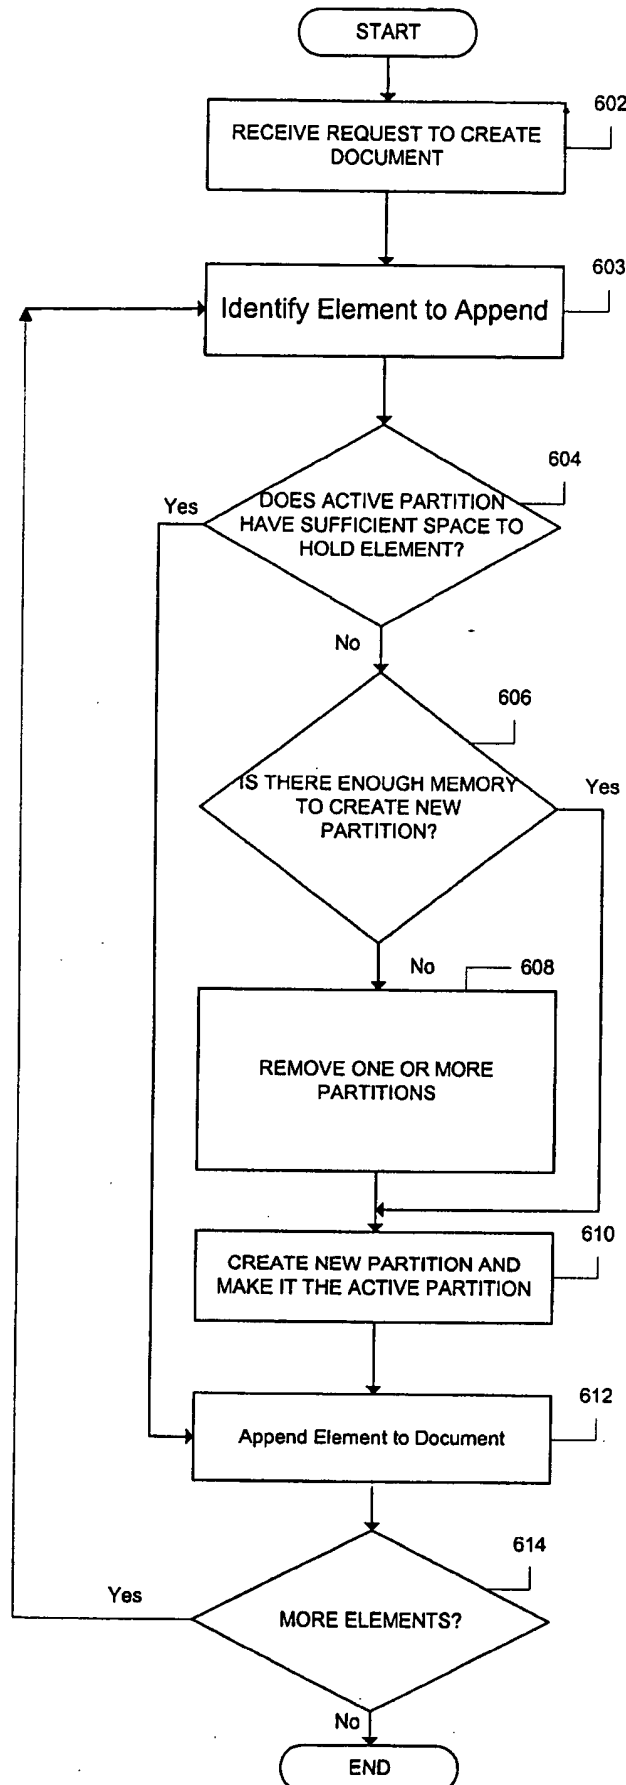 START
602
RECEIVE REQUEST TO CREATE
DOCUMENT
603
Identify Element to Append
604
Yes
DOES ACTIVE PARTITION
HAVE SUFFICIENT SPACE TO
HOLD ELEMENT?
No
606
IS THERE ENOUGH MEMORY
TO CREATE NEW
PARTITION?
Yes
No
608
REMOVE ONE OR MORE
PARTITIONS
610
CREATE NEW PARTITION AND
MAKE IT THE ACTIVE PARTITION
612
Append Element to Document
614
Yes
MORE ELEMENTS?
No
END